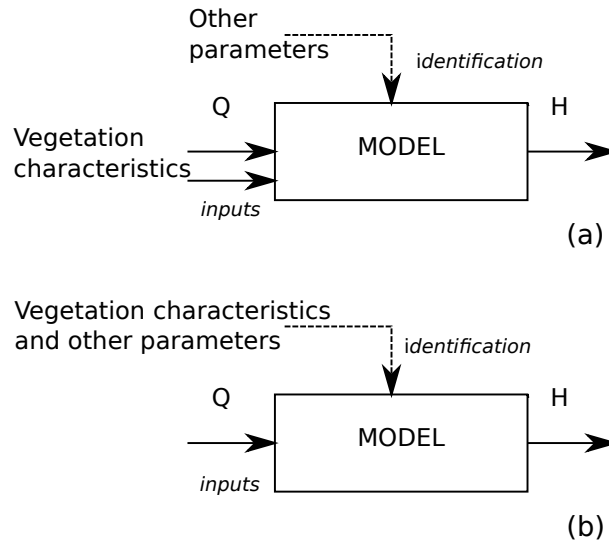 Other
parameters
identification
Q
H
Vegetation
characteristics
MODEL
inputs
(a)
Vegetation characteristics
and other parameters
identification
Q
H
MODEL
inputs
(b)